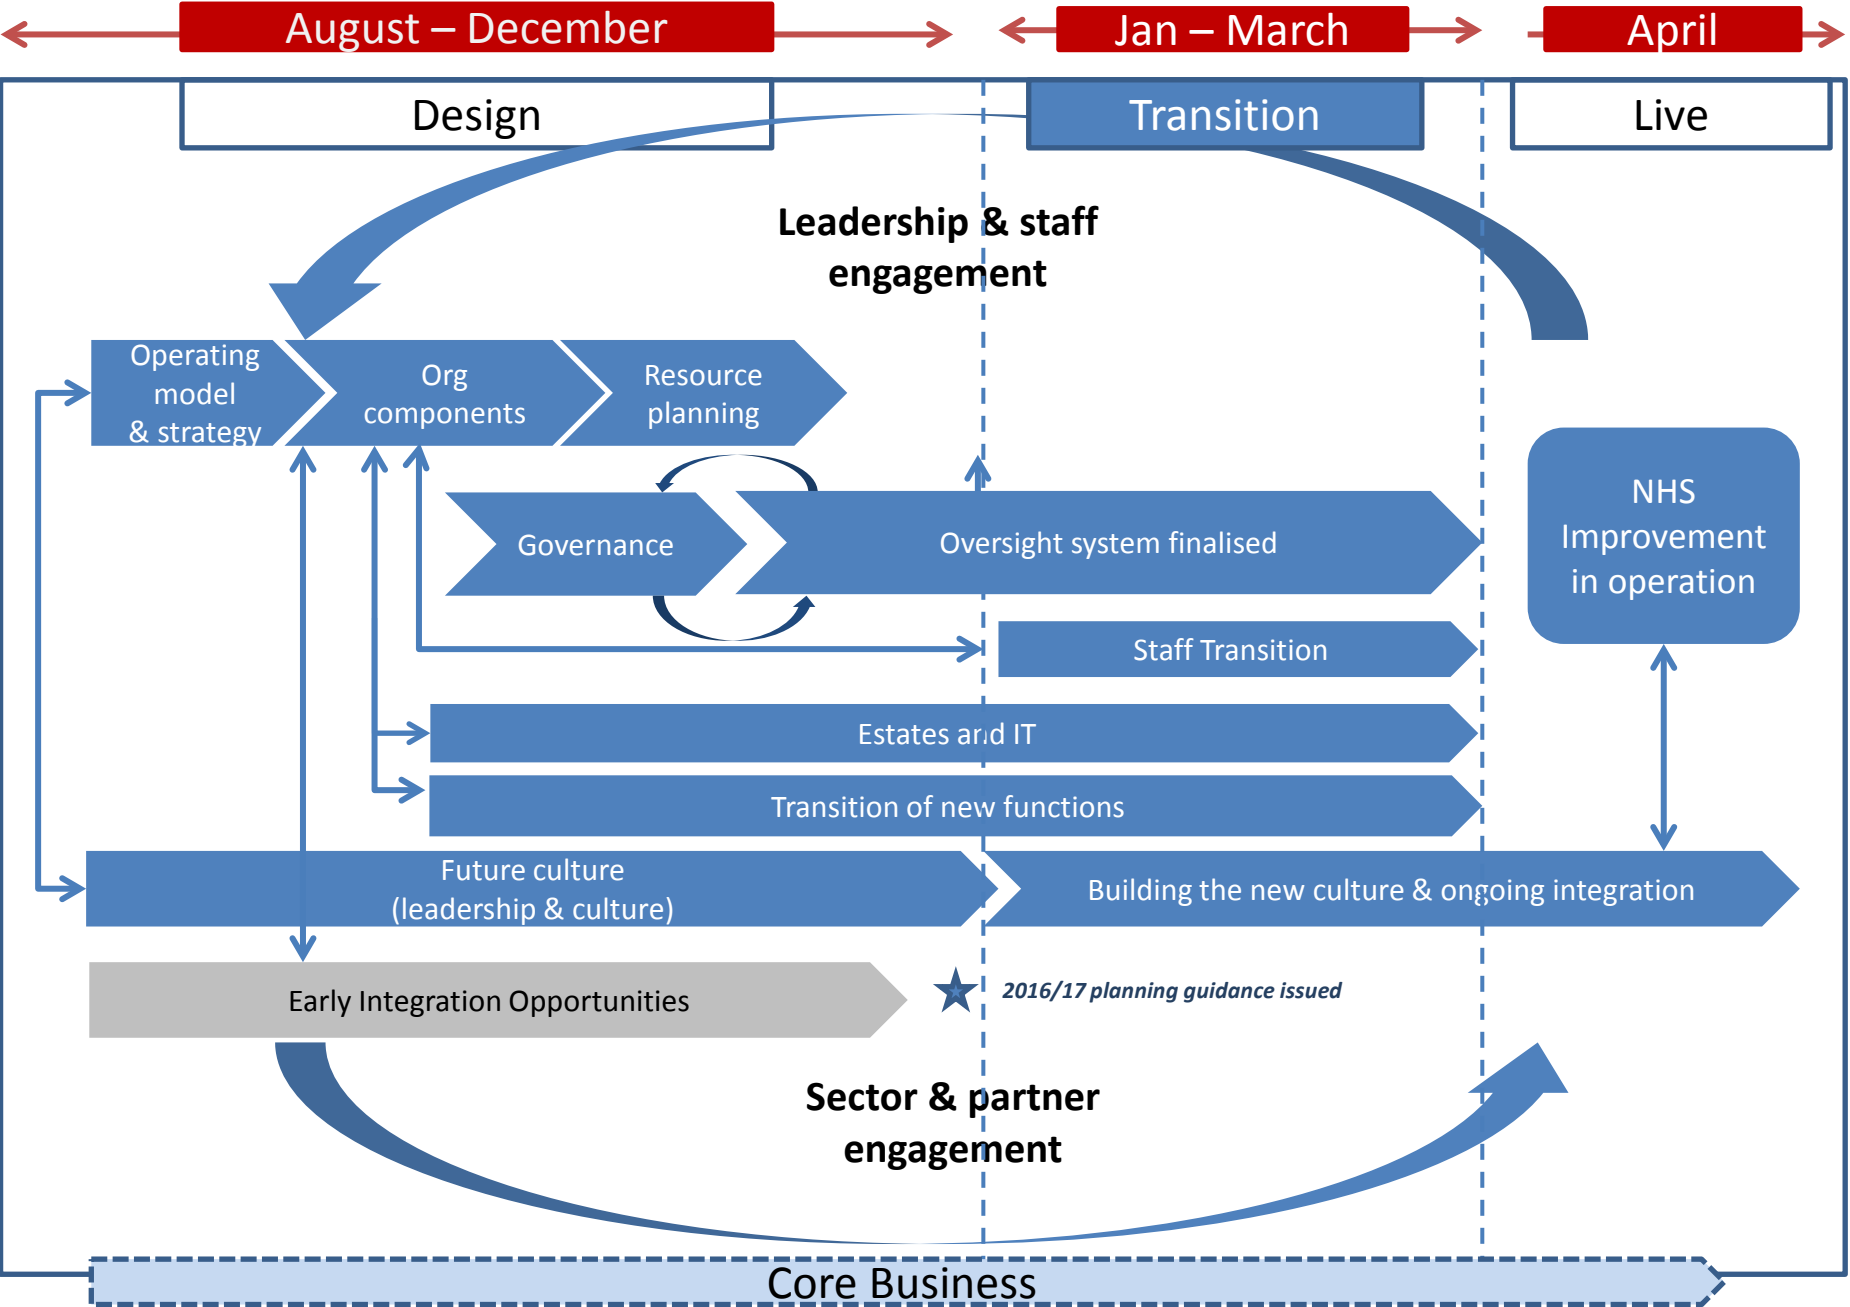 August – December
Jan – March
April
Design
Transition
Live
Leadership & staff
engagement
Operating
model
& strategy
Org
components
Resource
planning
Governance
Oversight system finalised
NHS
Improvement
in operation
Staff Transition
Estates and IT
Transition of new functions
Future culture
(leadership & culture)
Building the new culture & ongoing integration
Early Integration Opportunities
2016/17 planning guidance issued
Sector & partner
engagement
Core Business